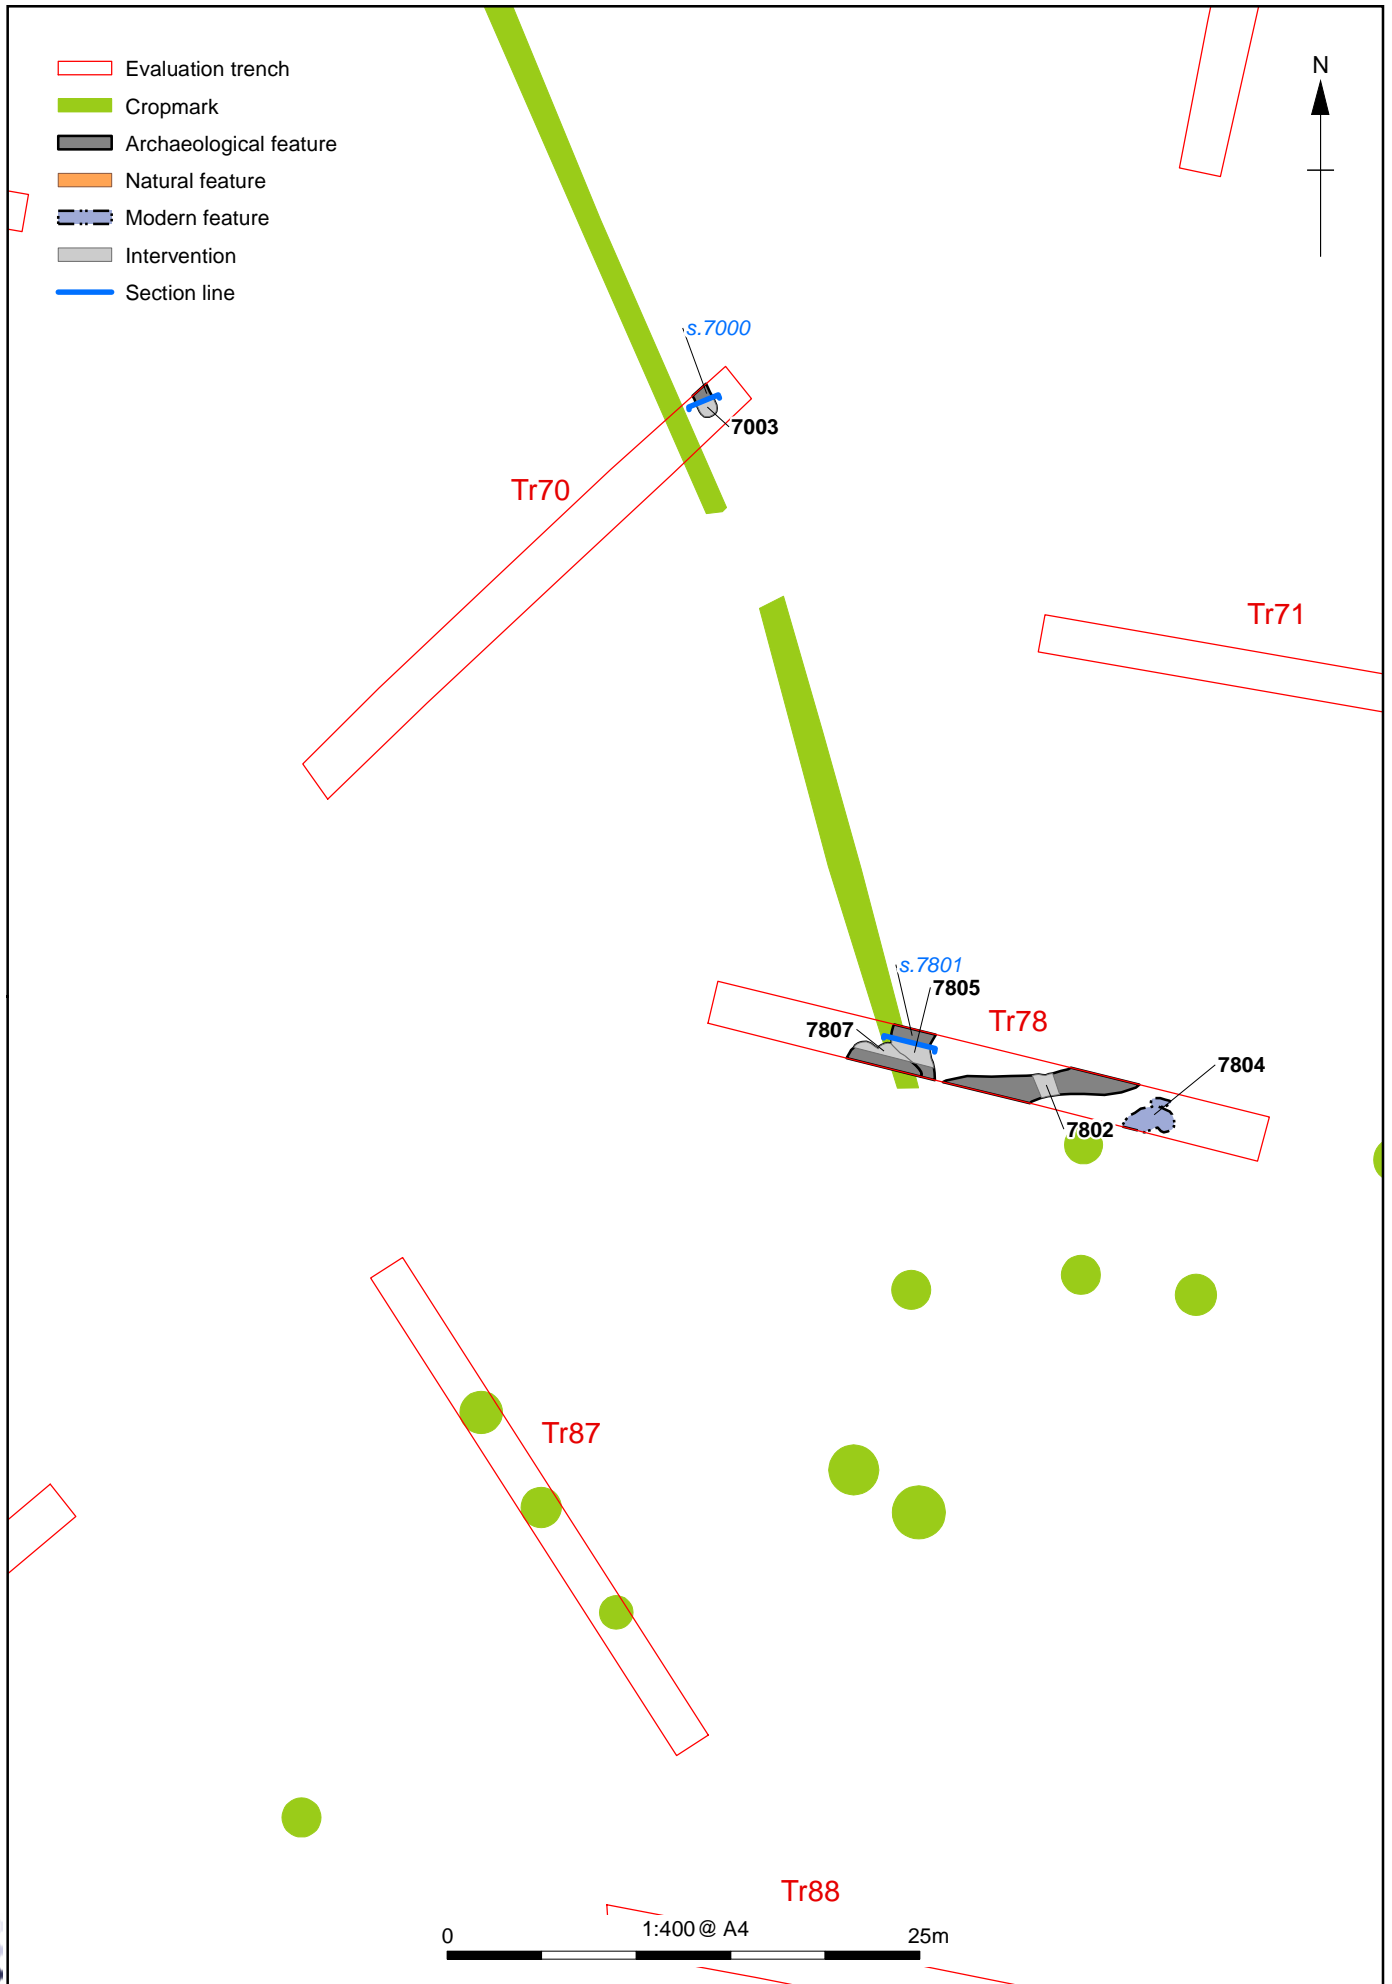 Evaluation trench
Cropmark
Archaeological feature
Natural feature
Modern feature
Intervention
Section line
N
s.7000
7003
Tr70
Tr71
s.7801
7805
Tr78
7807
7804
7802
Tr87
Tr88
0 1:400 @ A4 25m